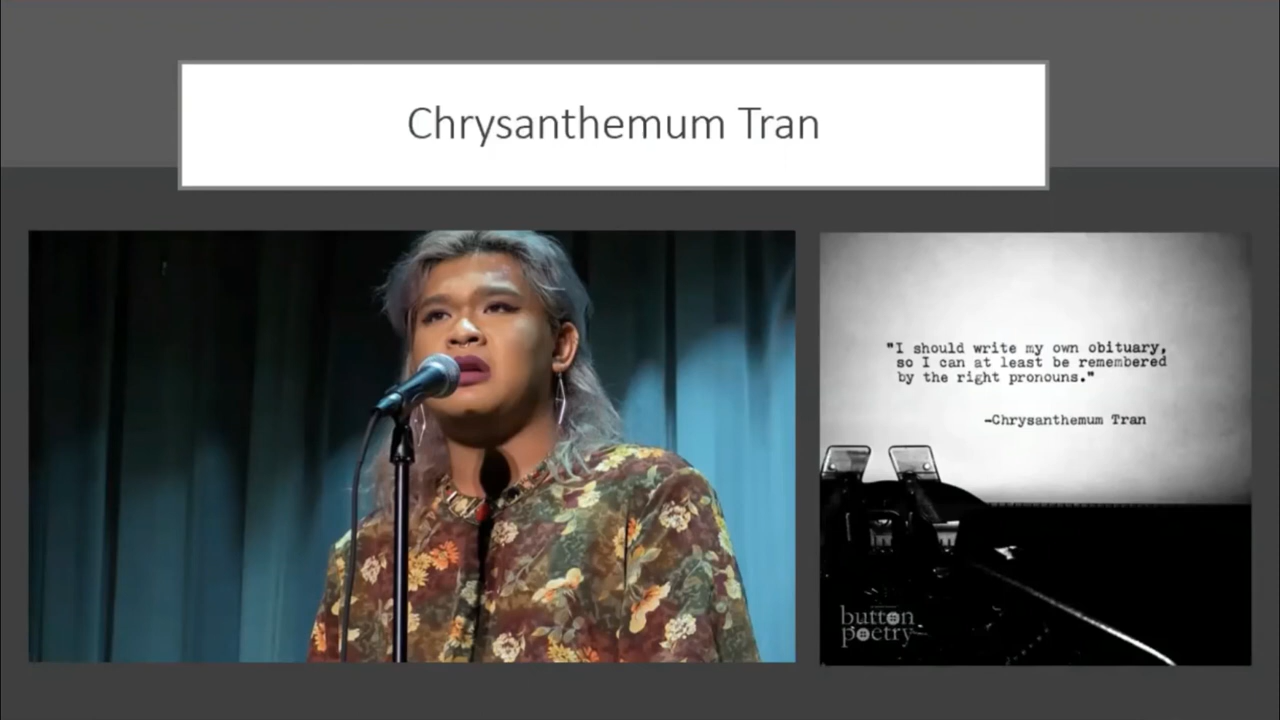 Chrysanthemum Tran
"I should write my own obituary,
so I can at least be remembered
by the right pronouns."
-Chrysanthemum Tran
button
poetry